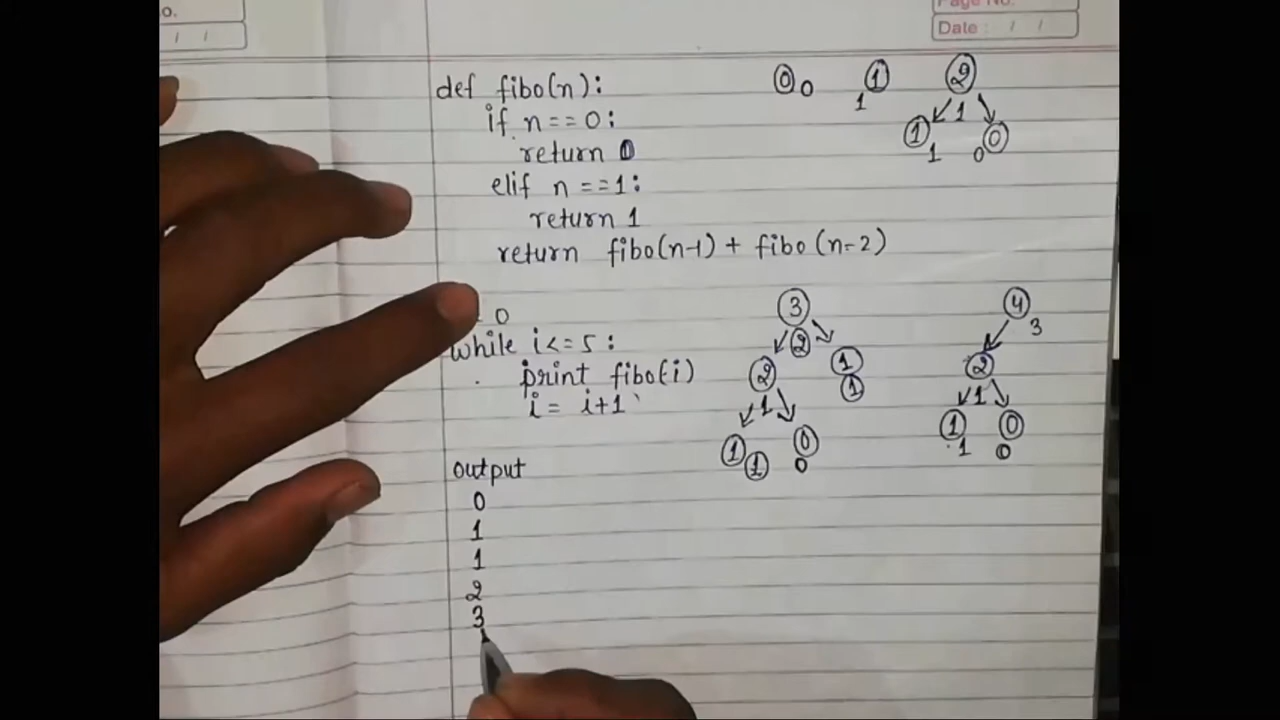 o.
Page No.
Date : / /
def fibo(n):
if n==0:
return 0
elif n ==1:
return 1
return fibo(n-1) + fibo (n-2)
0
while i<=5:
print fibo(i)
i = i+1
output
0
1
1
2
3
0 0
1
1
2
1
1
1
0
0
3
2
2
1
1
1
1
1
0
0
4
3
2
1
1
1
0
0